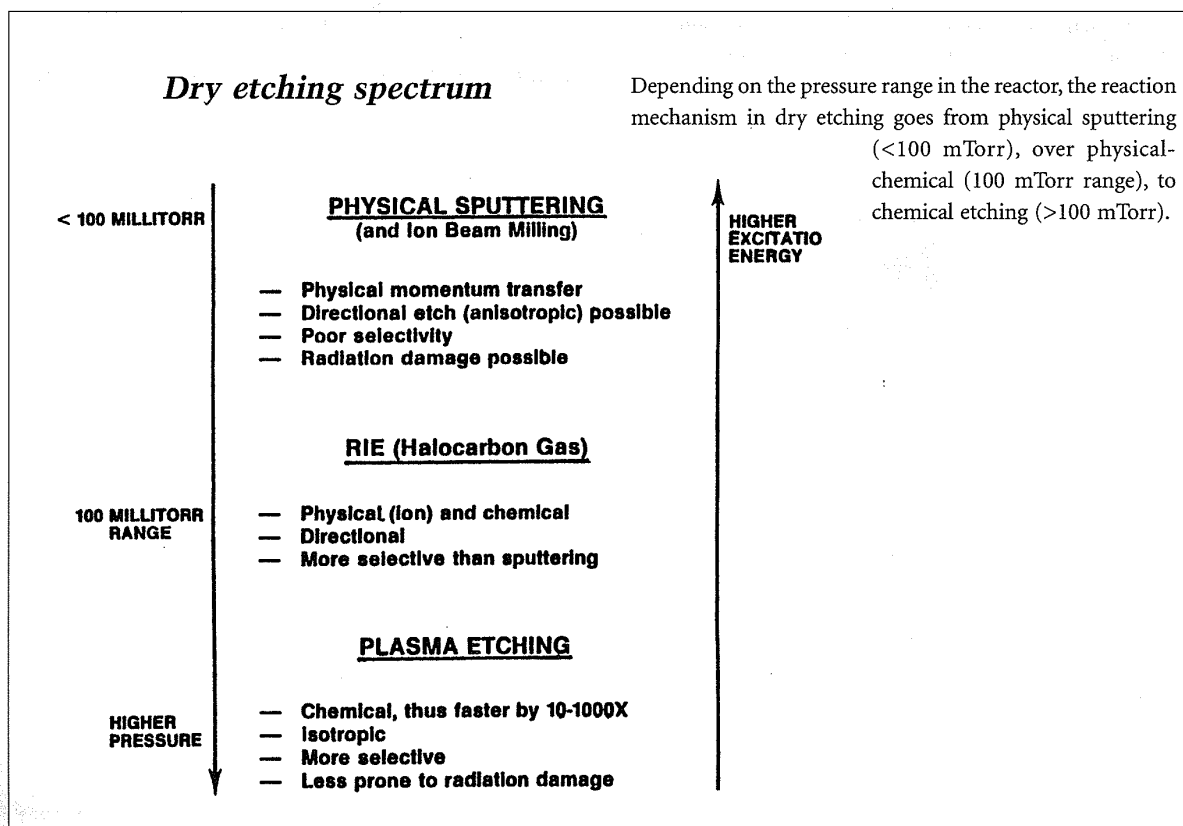 Dry etching spectrum
Depending on the pressure range in the reactor, the reaction
mechanism in dry etching goes from physical sputtering
(<100 mTorr), over physical-
chemical (100 mTorr range), to
chemical etching (>100 mTorr).
< 100 MILLITORR
PHYSICAL SPUTTERING
(and Ion Beam Milling)
HIGHER
EXCITATIO
ENERGY
— Physical momentum transfer
— Directional etch (anisotropic) possible
— Poor selectivity
— Radiation damage possible
RIE (Halocarbon Gas)
100 MILLITORR
RANGE
— Physical (ion) and chemical
— Directional
— More selective than sputtering
PLASMA ETCHING
HIGHER
PRESSURE
— Chemical, thus faster by 10-1000X
— Isotropic
— More selective
— Less prone to radiation damage